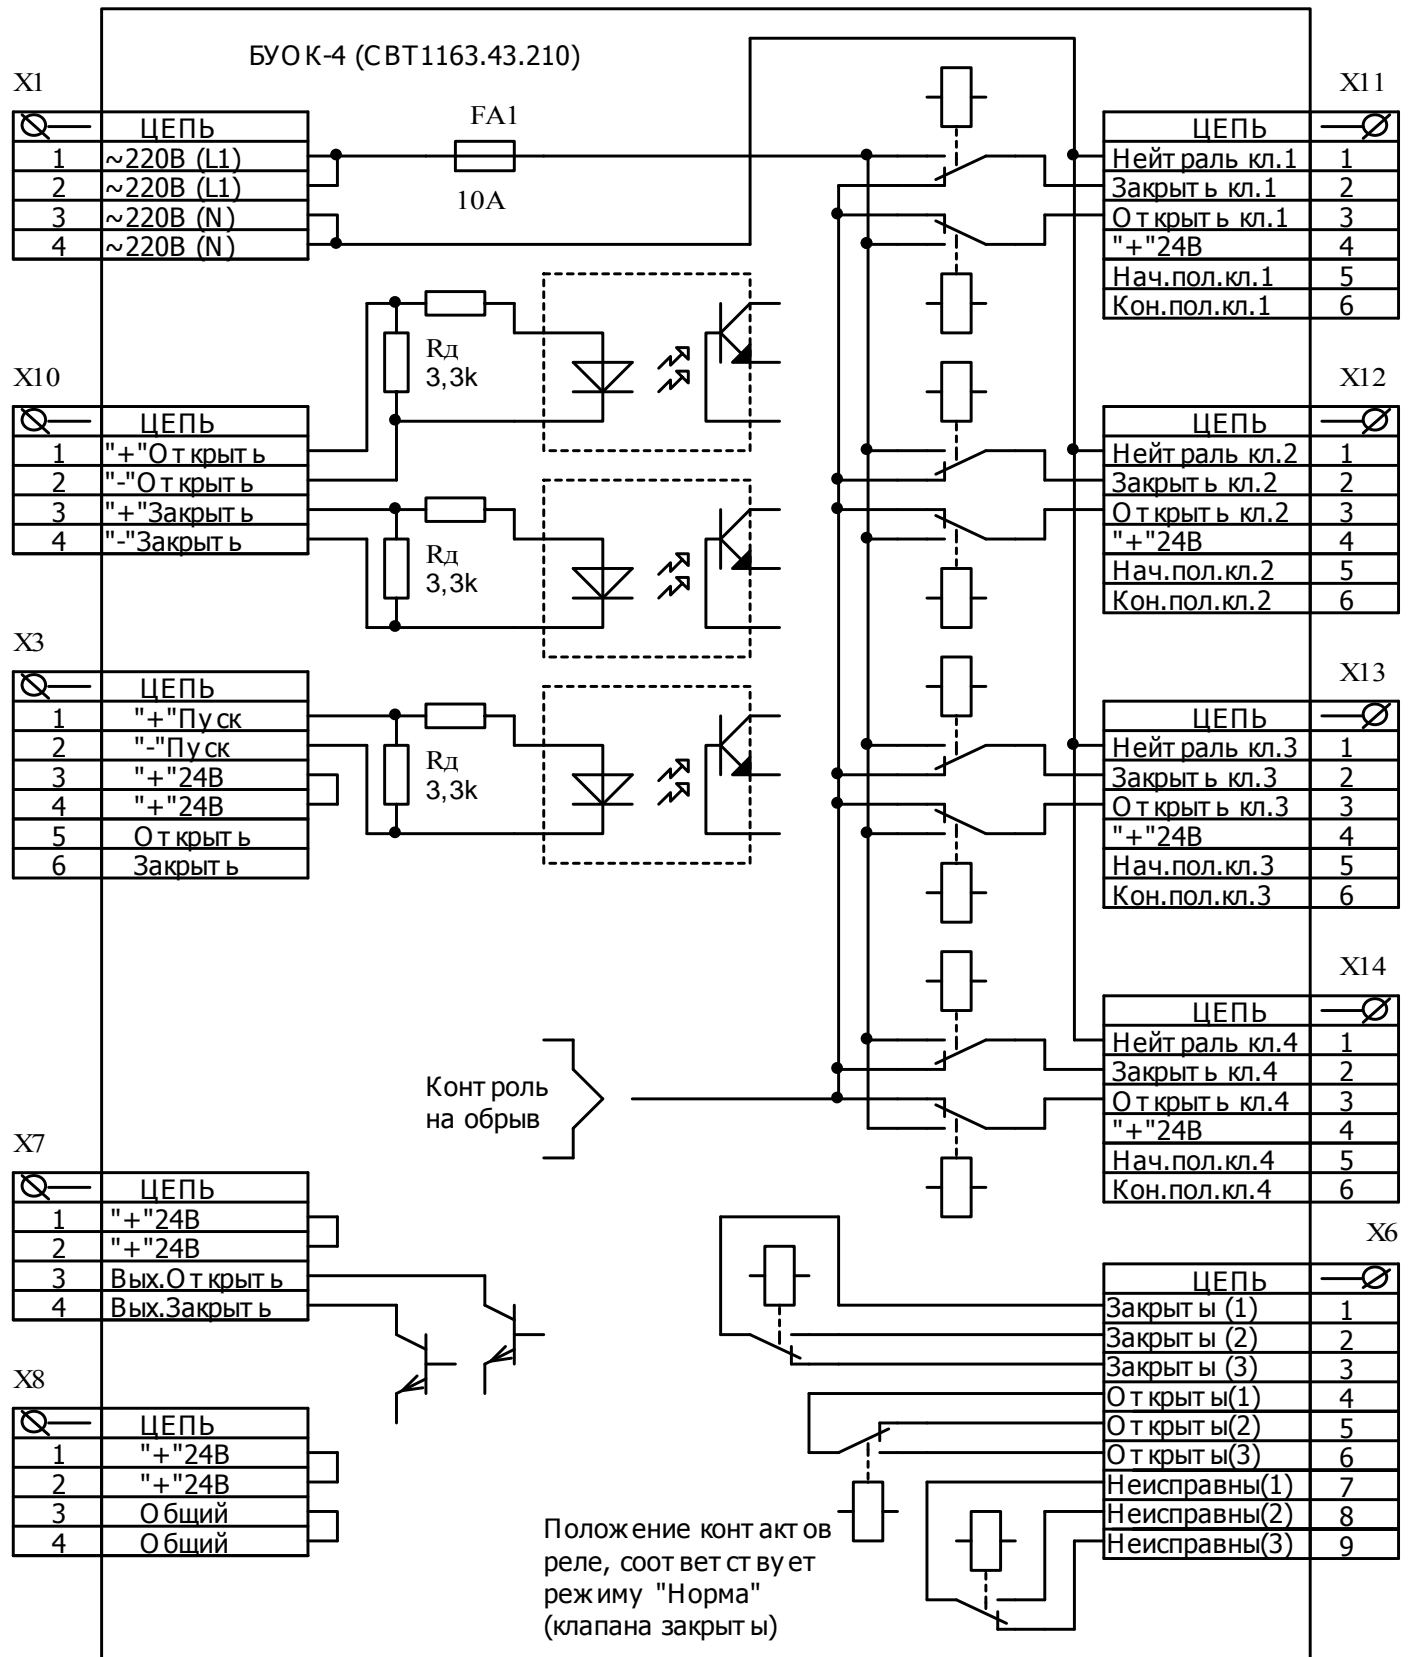 БУОК-4 (СВТ1163.43.210)
X1
ЦЕПЬ
1 ~220В (L1)
2 ~220В (L1)
3 ~220В (N)
4 ~220В (N)
FA1
10A
X10
ЦЕПЬ
1 "+"Открыть
2 "-"Открыть
3 "+"Закрыть
4 "-"Закрыть
Rд
3,3k
Rд
3,3k
X3
ЦЕПЬ
1 "+"Пуск
2 "-"Пуск
3 "+"24В
4 "+"24В
5 Открыть
6 Закрыть
Rд
3,3k
Контроль
на обрыв
X7
ЦЕПЬ
1 "+"24В
2 "+"24В
3 Вых.Открыть
4 Вых.Закрыть
X8
ЦЕПЬ
1 "+"24В
2 "+"24В
3 Общий
4 Общий
X11
ЦЕПЬ
Нейтраль кл.1 1
Закрыть кл.1 2
Открыть кл.1 3
"+"24В 4
Нач.пол.кл.1 5
Кон.пол.кл.1 6
X12
ЦЕПЬ
Нейтраль кл.2 1
Закрыть кл.2 2
Открыть кл.2 3
"+"24В 4
Нач.пол.кл.2 5
Кон.пол.кл.2 6
X13
ЦЕПЬ
Нейтраль кл.3 1
Закрыть кл.3 2
Открыть кл.3 3
"+"24В 4
Нач.пол.кл.3 5
Кон.пол.кл.3 6
X14
ЦЕПЬ
Нейтраль кл.4 1
Закрыть кл.4 2
Открыть кл.4 3
"+"24В 4
Нач.пол.кл.4 5
Кон.пол.кл.4 6
X6
ЦЕПЬ
Закрыты (1) 1
Закрыты (2) 2
Закрыты (3) 3
Открыты(1) 4
Открыты(2) 5
Открыты(3) 6
Неисправны(1) 7
Неисправны(2) 8
Неисправны(3) 9
Положение контактов
реле, соответствует
режиму "Норма"
(клапана закрыты)